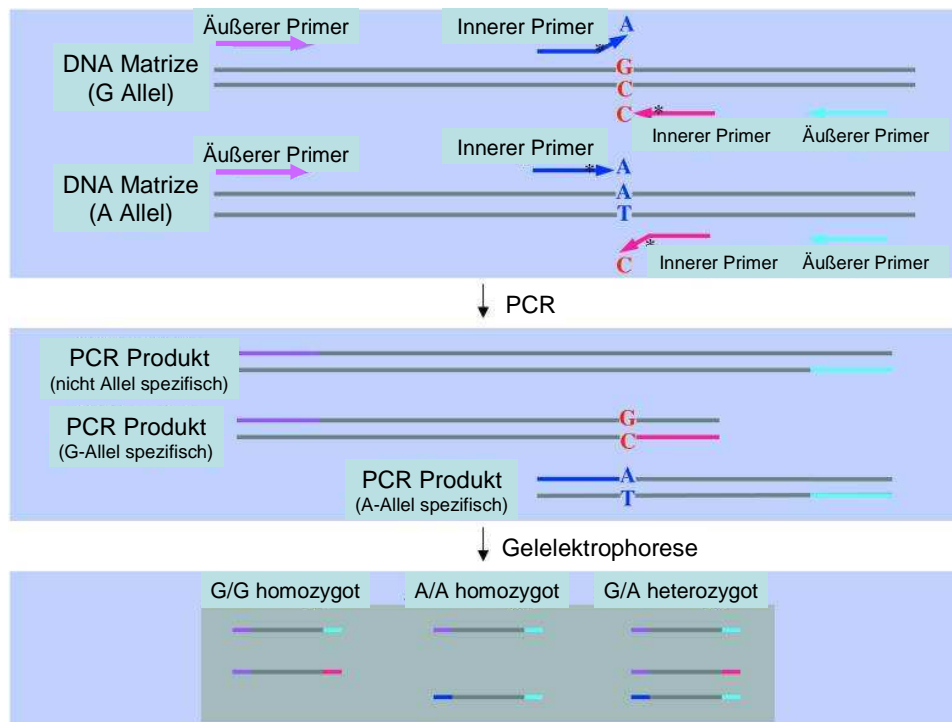 Äußerer Primer
Innerer Primer
A
DNA Matrize
(G Allel)
G
C
C
*
*
Innerer Primer
Äußerer Primer
Äußerer Primer
Innerer Primer
*
A
DNA Matrize
(A Allel)
A
T
C
*
Innerer Primer
Äußerer Primer
PCR
PCR Produkt
(nicht Allel spezifisch)
PCR Produkt
(G-Allel spezifisch)
G
C
PCR Produkt
(A-Allel spezifisch)
A
T
Gelelektrophorese
G/G homozygot
A/A homozygot
G/A heterozygot